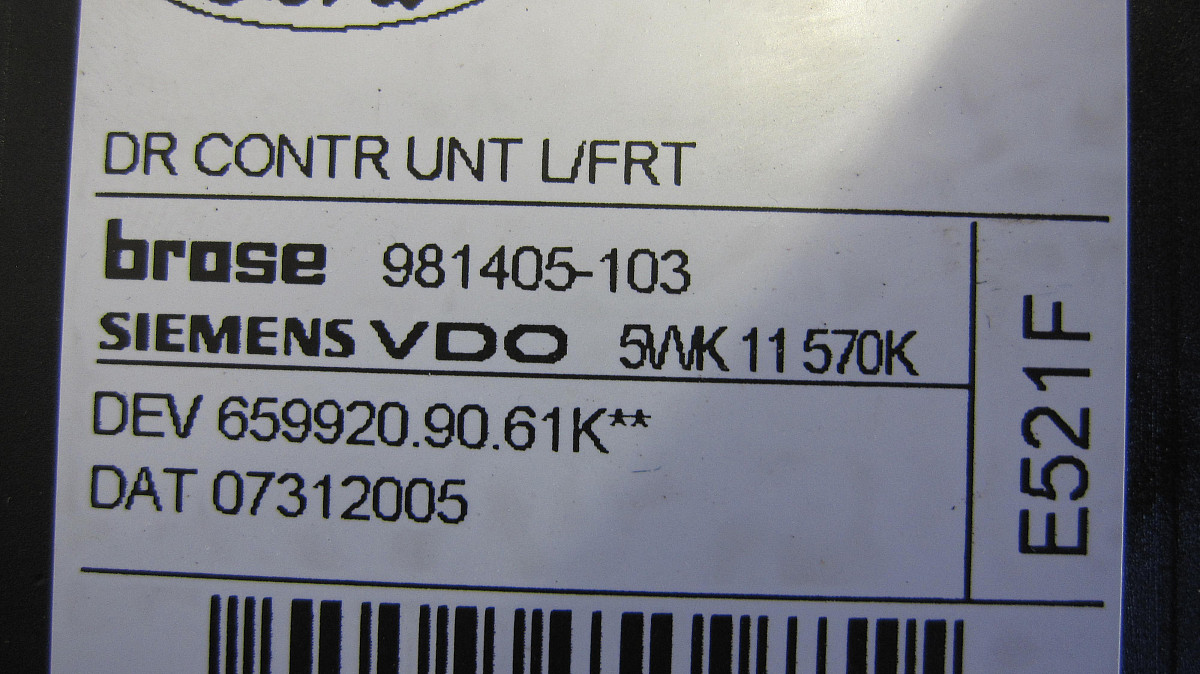 DR CONTR UNT L/FRT
brose 981405-103
SIEMENS VDO 5WK 11 570K
DEV 659920.90.61K**
DAT 07312005
E521F